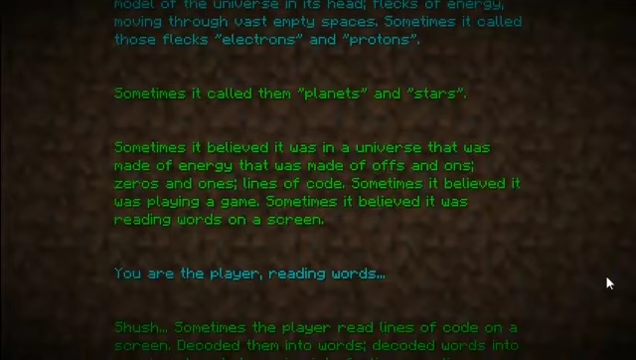 model of the universe in its head; flecks of energy,
moving through vast empty spaces. Sometimes it called
those flecks "electrons" and "protons".
Sometimes it called them "planets" and "stars".
Sometimes it believed it was in a universe that was
made of energy that was made of offs and ons;
zeros and ones; lines of code. Sometimes it believed it
was playing a game. Sometimes it believed it was
reading words on a screen.
You are the player, reading words...
Shush... Sometimes the player read lines of code on a
screen. Decoded them into words; decoded words into